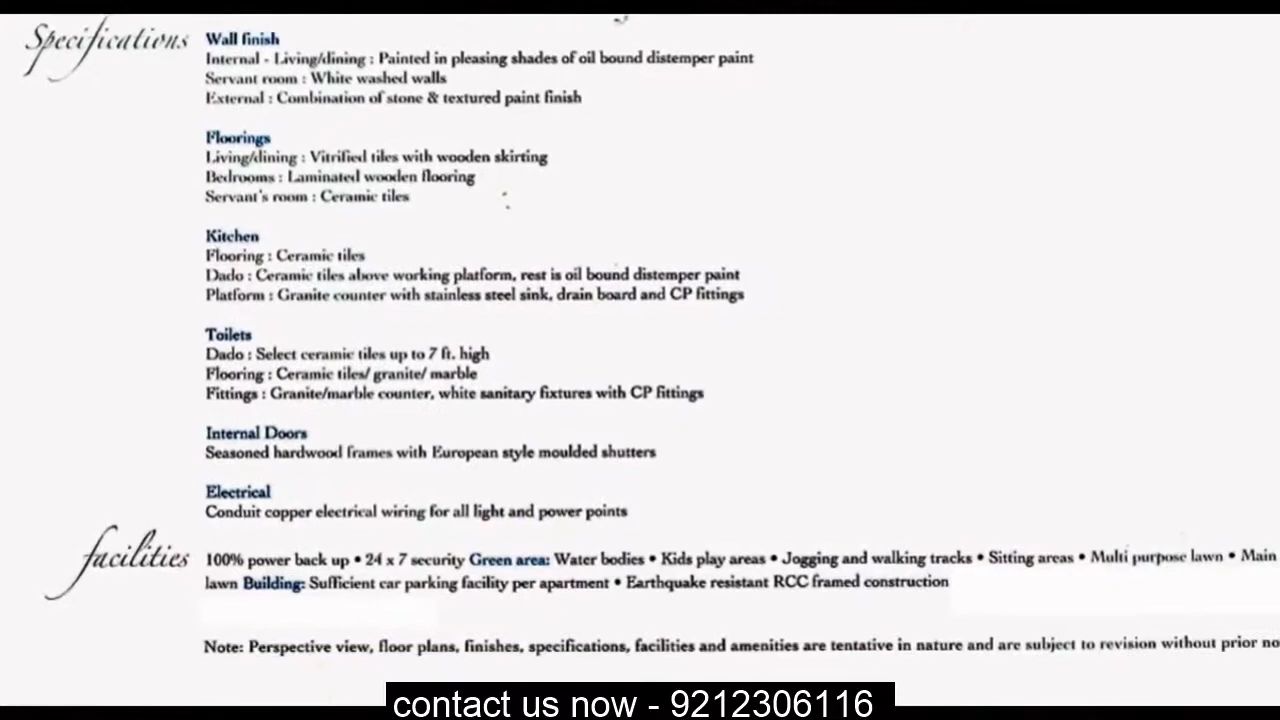 Specifications
Wall finish
Internal - Living/dining : Painted in pleasing shades of oil bound distemper paint
Servant room : White washed walls
External : Combination of stone & textured paint finish
Floorings
Living/dining : Vitrified tiles with wooden skirting
Bedrooms : Laminated wooden flooring
Servant's room : Ceramic tiles
Kitchen
Flooring : Ceramic tiles
Dado : Ceramic tiles above working platform, rest is oil bound distemper paint
Platform : Granite counter with stainless steel sink, drain board and CP fittings
Toilets
Dado : Select ceramic tiles up to 7 ft. high
Flooring : Ceramic tiles/ granite/ marble
Fittings : Granite/marble counter, white sanitary fixtures with CP fittings
Internal Doors
Seasoned hardwood frames with European style moulded shutters
Electrical
Conduit copper electrical wiring for all light and power points
facilities
100% power back up • 24 x 7 security Green area: Water bodies • Kids play areas • Jogging and walking tracks • Sitting areas • Multi purpose lawn • Main
lawn Building: Sufficient car parking facility per apartment • Earthquake resistant RCC framed construction
Note: Perspective view, floor plans, finishes, specifications, facilities and amenities are tentative in nature and are subject to revision without prior no
contact us now - 9212306116